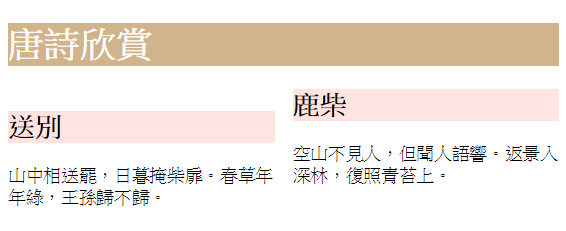 唐詩欣賞
送別
山中相送罷，日暮掩柴扉。春草年
年綠，王孫歸不歸。
鹿柴
空山不見人，但聞人語響。返景入
深林，復照青苔上。